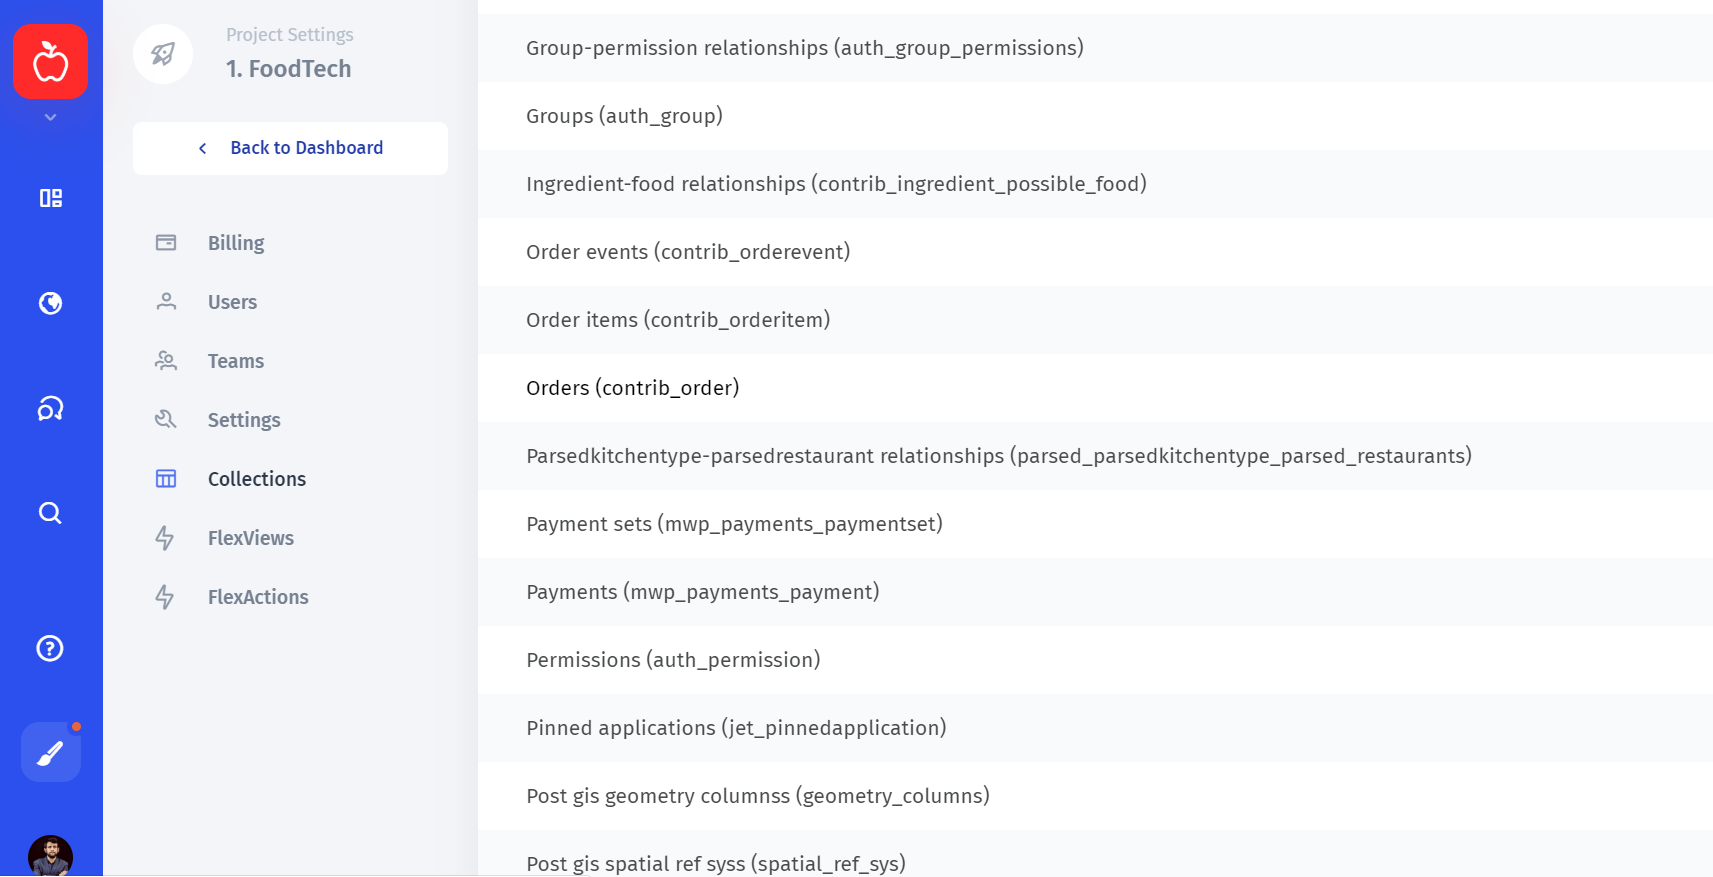 Project Settings
1. FoodTech
Back to Dashboard
Billing
Users
Teams
Settings
Collections
FlexViews
FlexActions
Group-permission relationships (auth_group_permissions)
Groups (auth_group)
Ingredient-food relationships (contrib_ingredient_possible_food)
Order events (contrib_orderevent)
Order items (contrib_orderitem)
Orders (contrib_order)
Parsedkitchentype-parsedrestaurant relationships (parsed_parsedkitchentype_parsed_restaurants)
Payment sets (mwp_payments_paymentset)
Payments (mwp_payments_payment)
Permissions (auth_permission)
Pinned applications (jet_pinnedapplication)
Post gis geometry columnss (geometry_columns)
Post gis spatial ref syss (spatial_ref_sys)